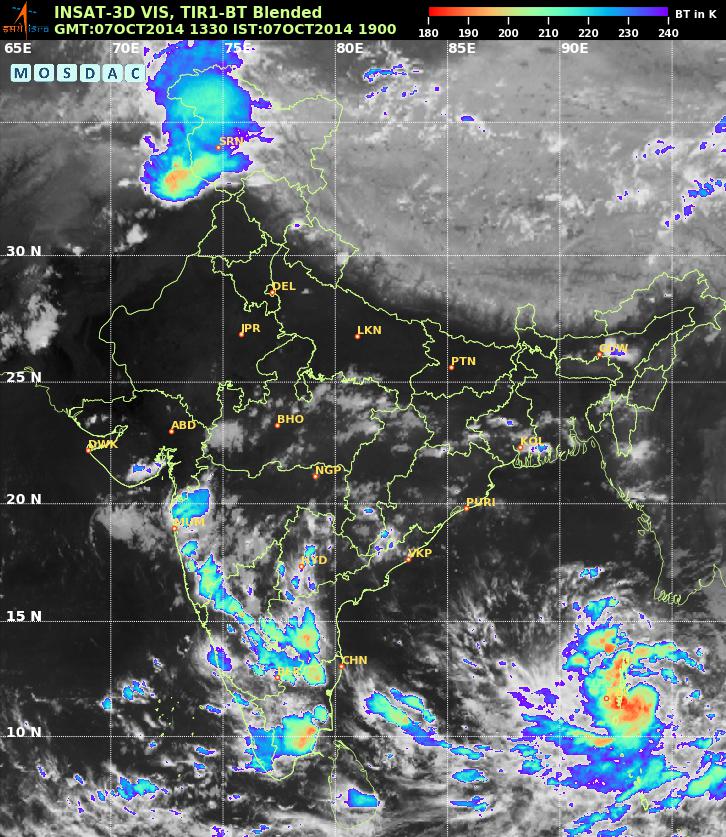 INSAT-3D VIS, TIR1-BT Blended
GMT:07OCT2014 1330 IST:07OCT2014 1900
BT in K
180 190 200 210 220 230 240
65E 70E 75E 80E 85E 90E
M O S D A C
SRN
30 N
DEL
JPR LKN
GUW
PTN
25 N
ABD BHO
DWK KOL
NGP
20 N PURI
MUM
HYD VKP
15 N
CHN
10 N